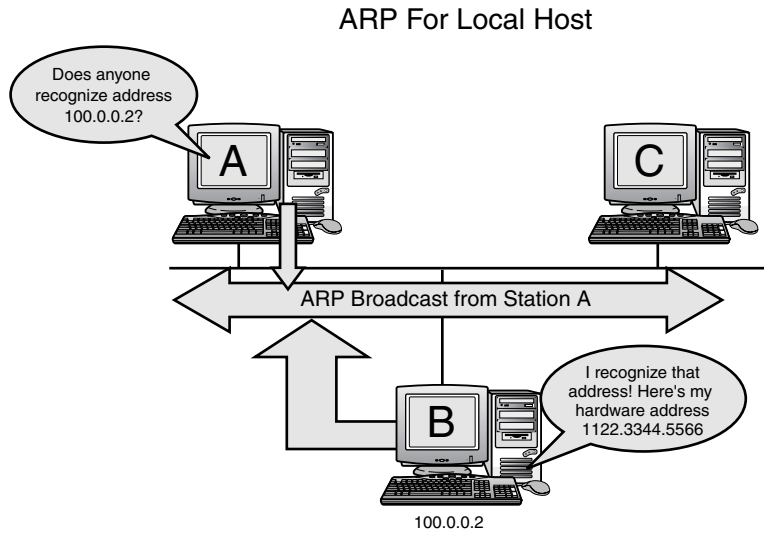 ARP For Local Host
Does anyone
recognize address
100.0.0.2?
A
C
ARP Broadcast from Station A
I recognize that
address! Here's my
hardware address
1122.3344.5566
B
100.0.0.2